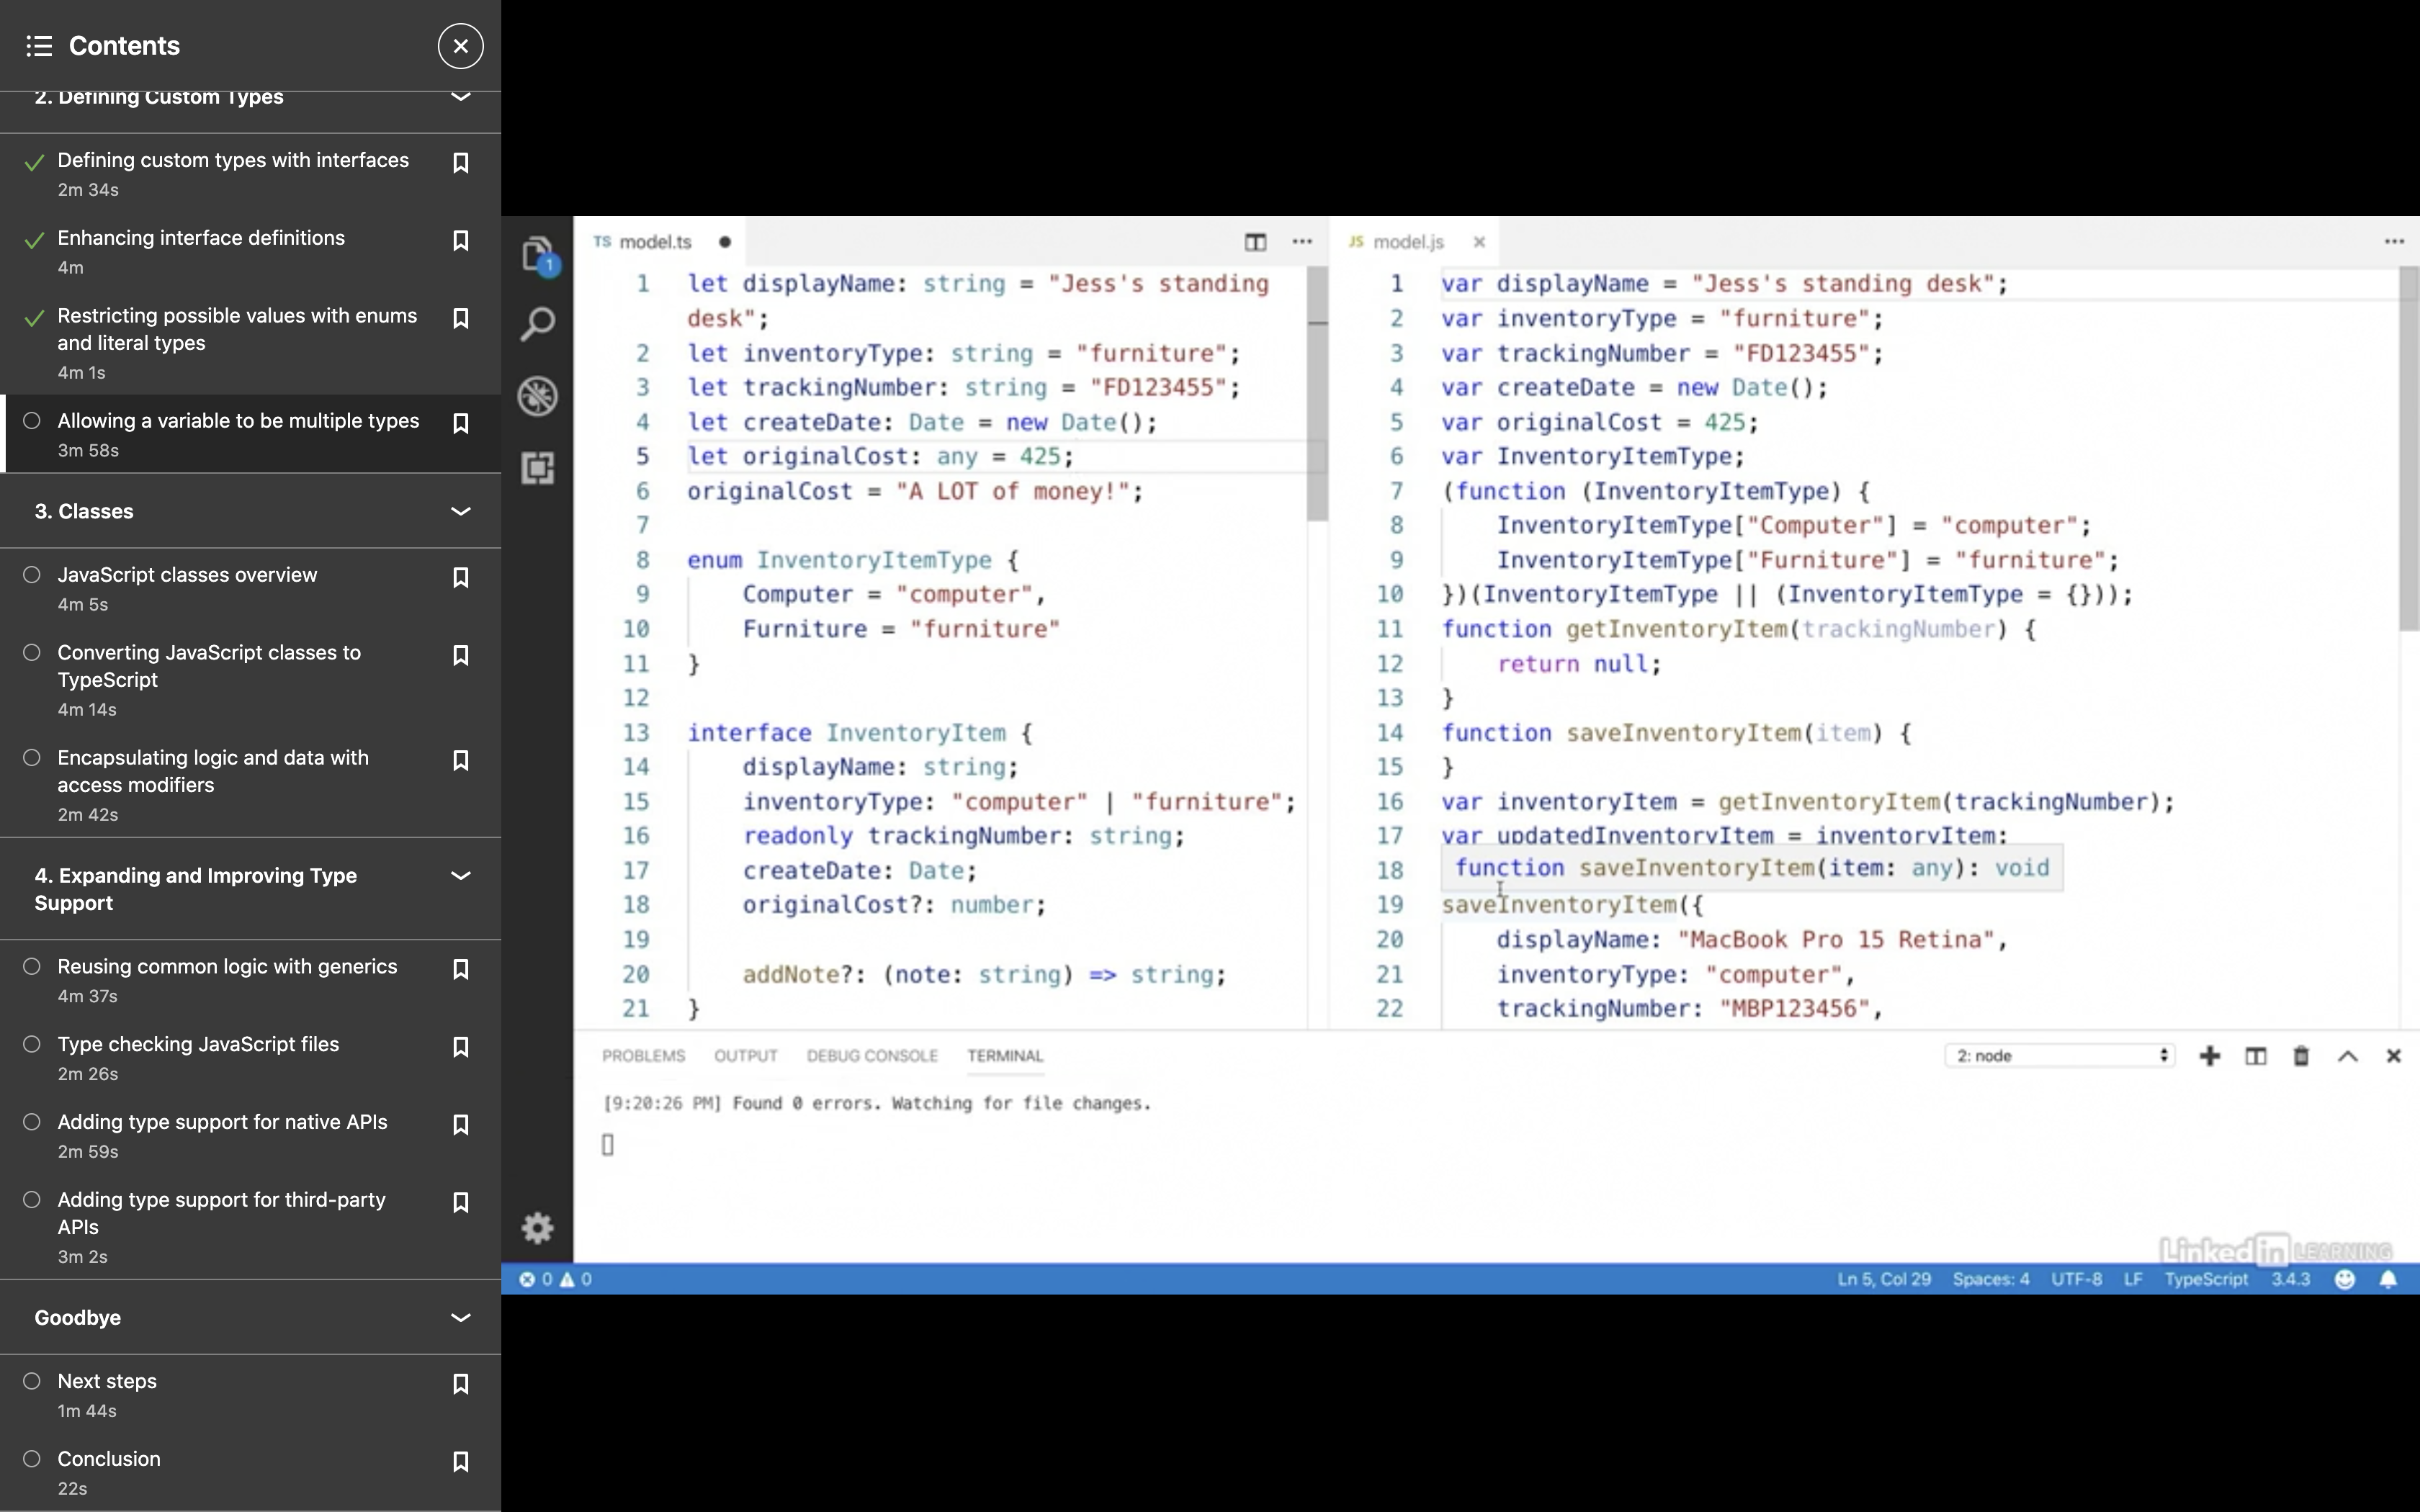 Contents
2. Defining Custom Types
Defining custom types with interfaces
2m 34s
Enhancing interface definitions
4m
Restricting possible values with enums
and literal types
4m 1s
Allowing a variable to be multiple types
3m 58s
3. Classes
JavaScript classes overview
4m 5s
Converting JavaScript classes to
TypeScript
4m 14s
Encapsulating logic and data with
access modifiers
2m 42s
4. Expanding and Improving Type
Support
Reusing common logic with generics
4m 37s
Type checking JavaScript files
2m 26s
Adding type support for native APIs
2m 59s
Adding type support for third-party
APIs
3m 2s
Goodbye
Next steps
1m 44s
Conclusion
22s
1
TS model.ts
1 let displayName: string = "Jess's standing
desk";
2 let inventoryType: string = "furniture";
3 let trackingNumber: string = "FD123455";
4 let createDate: Date = new Date();
5 let originalCost: any = 425;
6 originalCost = "A LOT of money!";
7
8 enum InventoryItemType {
9 Computer = "computer",
10 Furniture = "furniture"
11 }
12
13 interface InventoryItem {
14 displayName: string;
15 inventoryType: "computer" | "furniture";
16 readonly trackingNumber: string;
17 createDate: Date;
18 originalCost?: number;
19
20 addNote?: (note: string) => string;
21 }
JS model.js
1 var displayName = "Jess's standing desk";
2 var inventoryType = "furniture";
3 var trackingNumber = "FD123455";
4 var createDate = new Date();
5 var originalCost = 425;
6 var InventoryItemType;
7 (function (InventoryItemType) {
8 InventoryItemType["Computer"] = "computer";
9 InventoryItemType["Furniture"] = "furniture";
10 })(InventoryItemType || (InventoryItemType = {}));
11 function getInventoryItem(trackingNumber) {
12 return null;
13 }
14 function saveInventoryItem(item) {
15 }
16 var inventoryItem = getInventoryItem(trackingNumber);
17 var updatedInventoryItem = inventoryItem;
18 function saveInventoryItem(item: any): void
19 saveInventoryItem({
20 displayName: "MacBook Pro 15 Retina",
21 inventoryType: "computer",
22 trackingNumber: "MBP123456",
PROBLEMS OUTPUT DEBUG CONSOLE TERMINAL 2: node
[9:20:26 PM] Found 0 errors. Watching for file changes.
Linked in LEARNING
0 0 Ln 5, Col 29 Spaces: 4 UTF-8 LF TypeScript 3.4.3